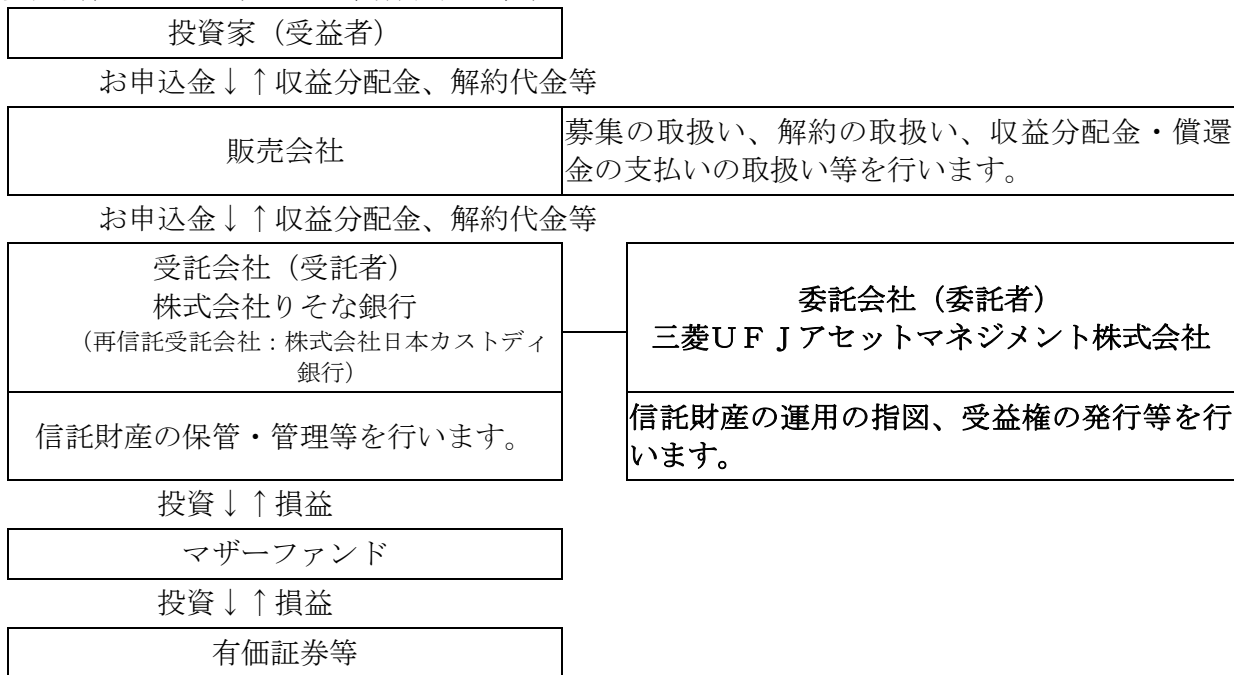 投資家（受益者）
お申込金↓↑収益分配金、解約代金等
販売会社
募集の取扱い、解約の取扱い、収益分配金・償還
金の支払いの取扱い等を行います。
お申込金↓↑収益分配金、解約代金等
受託会社（受託者）
株式会社りそな銀行
（再信託受託会社：株式会社日本カストディ
銀行）
委託会社（委託者）
三菱ＵＦＪアセットマネジメント株式会社
信託財産の保管・管理等を行います。
信託財産の運用の指図、受益権の発行等を行
います。
投資↓↑損益
マザーファンド
投資↓↑損益
有価証券等